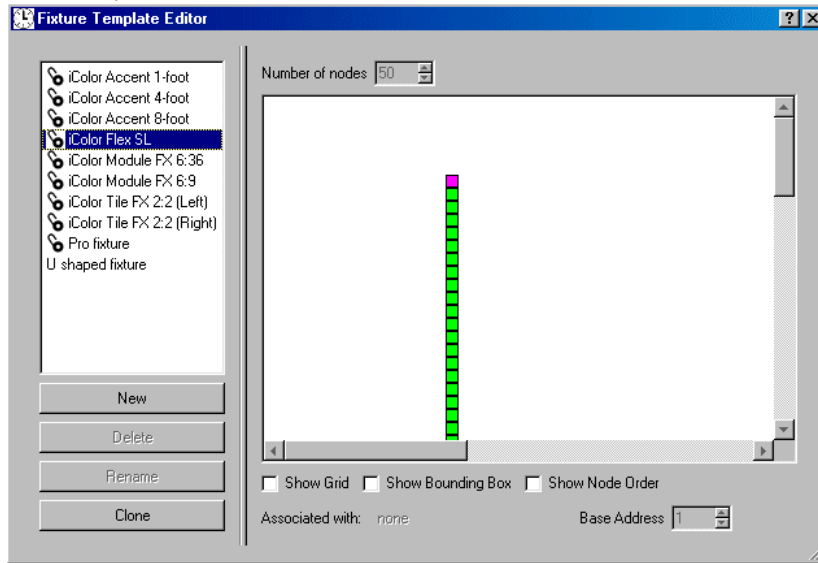 Fixture Template Editor
iColor Accent 1-foot
iColor Accent 4-foot
iColor Accent 8-foot
iColor Flex SL
iColor Module FX 6:36
iColor Module FX 6:9
iColor Tile FX 2:2 (Left)
iColor Tile FX 2:2 (Right)
Pro fixture
U shaped fixture
New
Delete
Rename
Clone
Number of nodes 50
Show Grid Show Bounding Box Show Node Order
Associated with: none Base Address 1